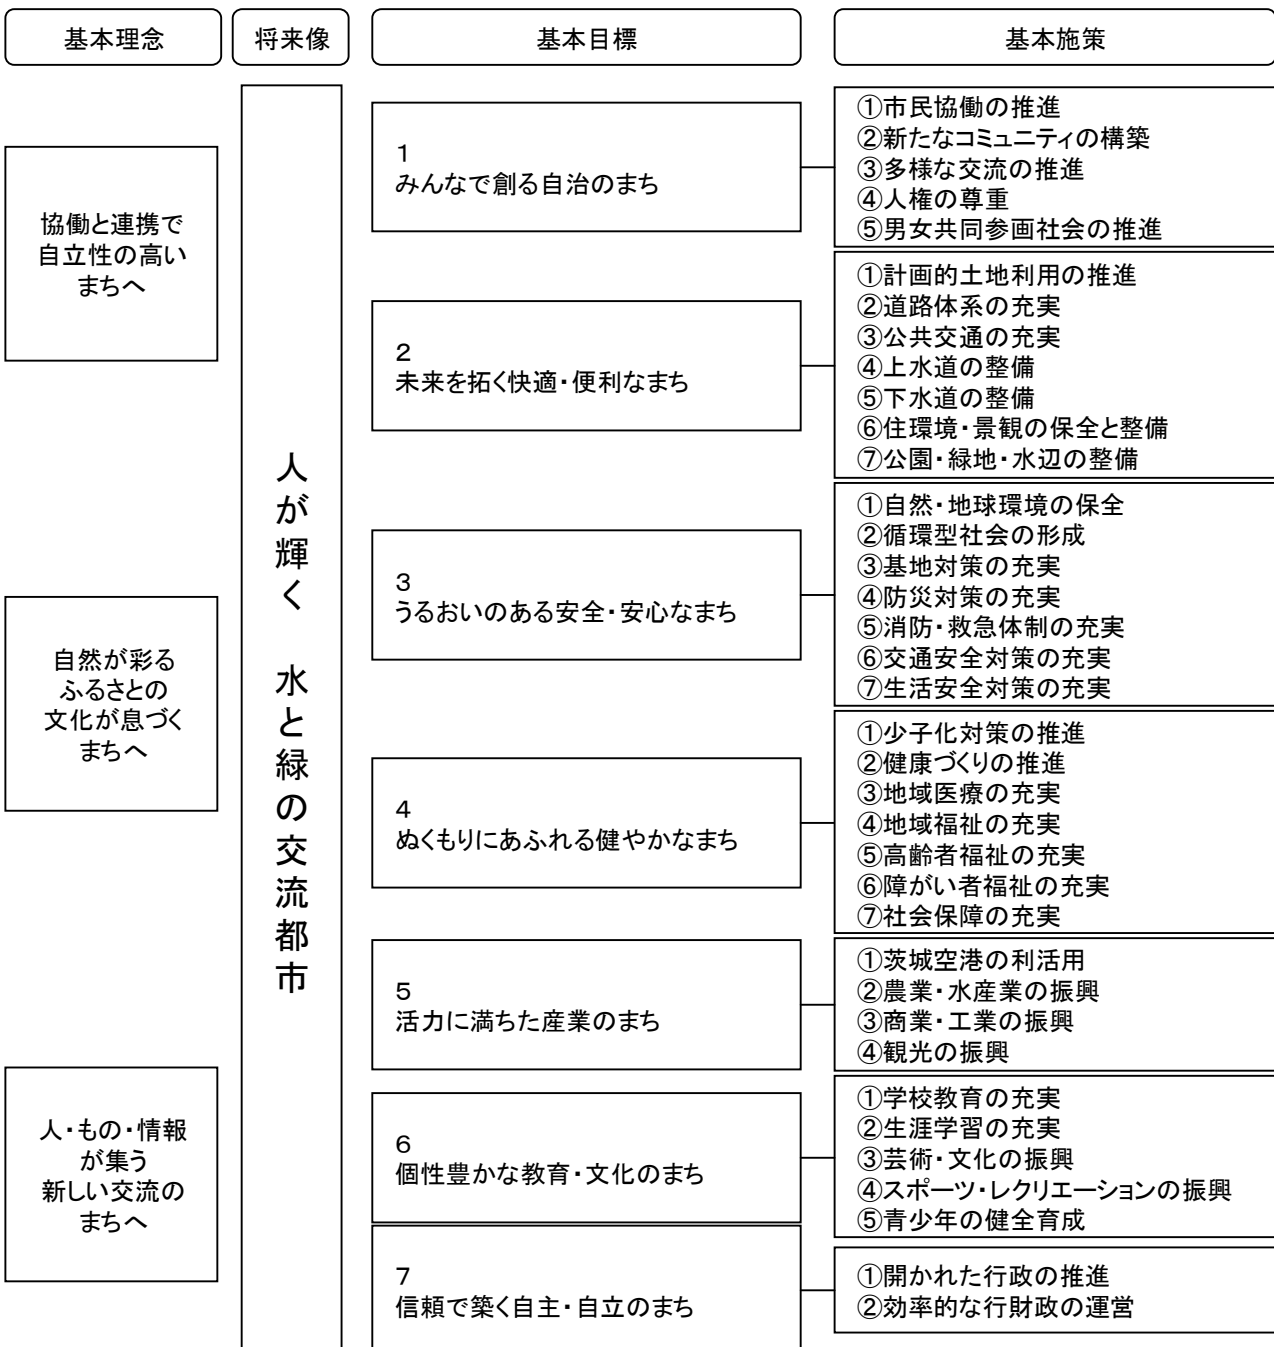 基本理念
将来像
基本目標
基本施策
協働と連携で
自立性の高い
まちへ
自然が彩る
ふるさとの
文化が息づく
まちへ
人・もの・情報
が集う
新しい交流の
まちへ
人が輝く　水と緑の交流都市
1
みんなで創る自治のまち
①市民協働の推進
②新たなコミュニティの構築
③多様な交流の推進
④人権の尊重
⑤男女共同参画社会の推進
2
未来を拓く快適・便利なまち
①計画的土地利用の推進
②道路体系の充実
③公共交通の充実
④上水道の整備
⑤下水道の整備
⑥住環境・景観の保全と整備
⑦公園・緑地・水辺の整備
3
うるおいのある安全・安心なまち
①自然・地球環境の保全
②循環型社会の形成
③基地対策の充実
④防災対策の充実
⑤消防・救急体制の充実
⑥交通安全対策の充実
⑦生活安全対策の充実
4
ぬくもりにあふれる健やかなまち
①少子化対策の推進
②健康づくりの推進
③地域医療の充実
④地域福祉の充実
⑤高齢者福祉の充実
⑥障がい者福祉の充実
⑦社会保障の充実
5
活力に満ちた産業のまち
①茨城空港の利活用
②農業・水産業の振興
③商業・工業の振興
④観光の振興
6
個性豊かな教育・文化のまち
①学校教育の充実
②生涯学習の充実
③芸術・文化の振興
④スポーツ・レクリエーションの振興
⑤青少年の健全育成
7
信頼で築く自主・自立のまち
①開かれた行政の推進
②効率的な行財政の運営